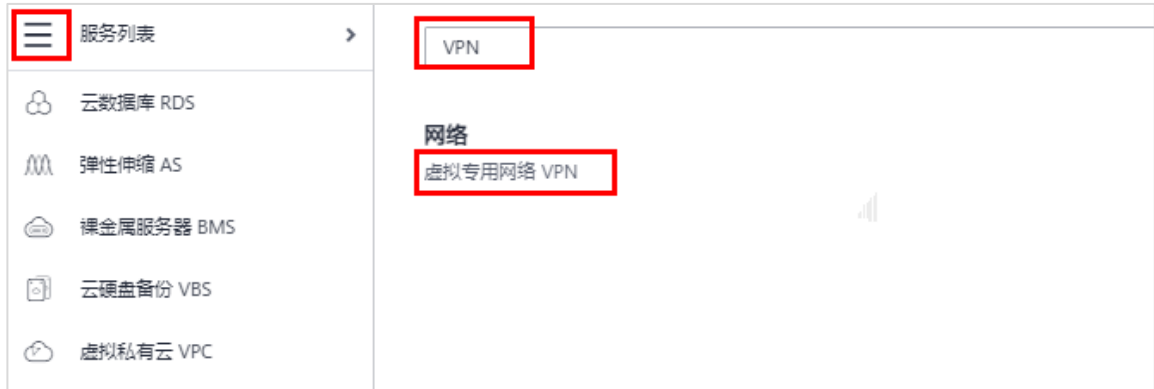 服务列表
云数据库 RDS
弹性伸缩 AS
裸金属服务器 BMS
云硬盘备份 VBS
虚拟私有云 VPC
VPN
网络
虚拟专用网络 VPN